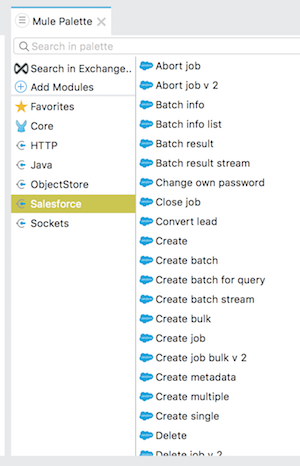 Mule Palette
Search in palette
Search in Exchange..
Add Modules
Favorites
Core
HTTP
Java
ObjectStore
Salesforce
Sockets
Abort job
Abort job v 2
Batch info
Batch info list
Batch result
Batch result stream
Change own password
Close job
Convert lead
Create
Create batch
Create batch for query
Create batch stream
Create bulk
Create job
Create job bulk v 2
Create metadata
Create multiple
Create single
Delete
Delete job v 2